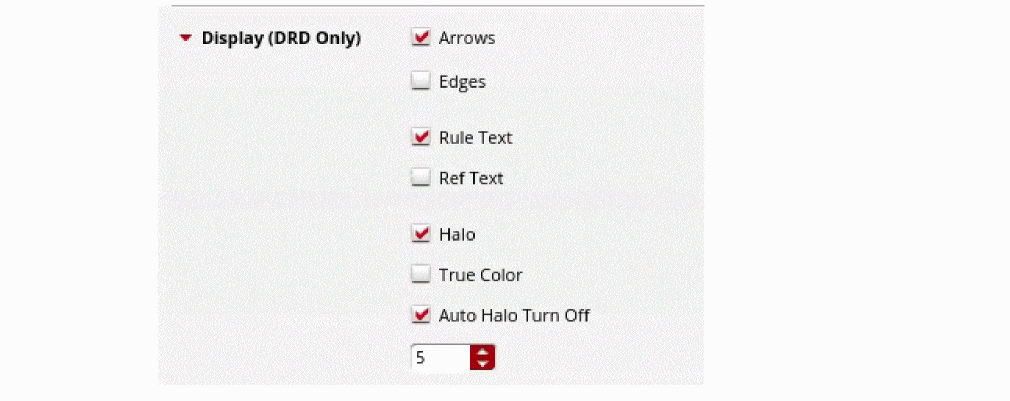 Display (DRD Only)
Arrows
Edges
Rule Text
Ref Text
Halo
True Color
Auto Halo Turn Off
5